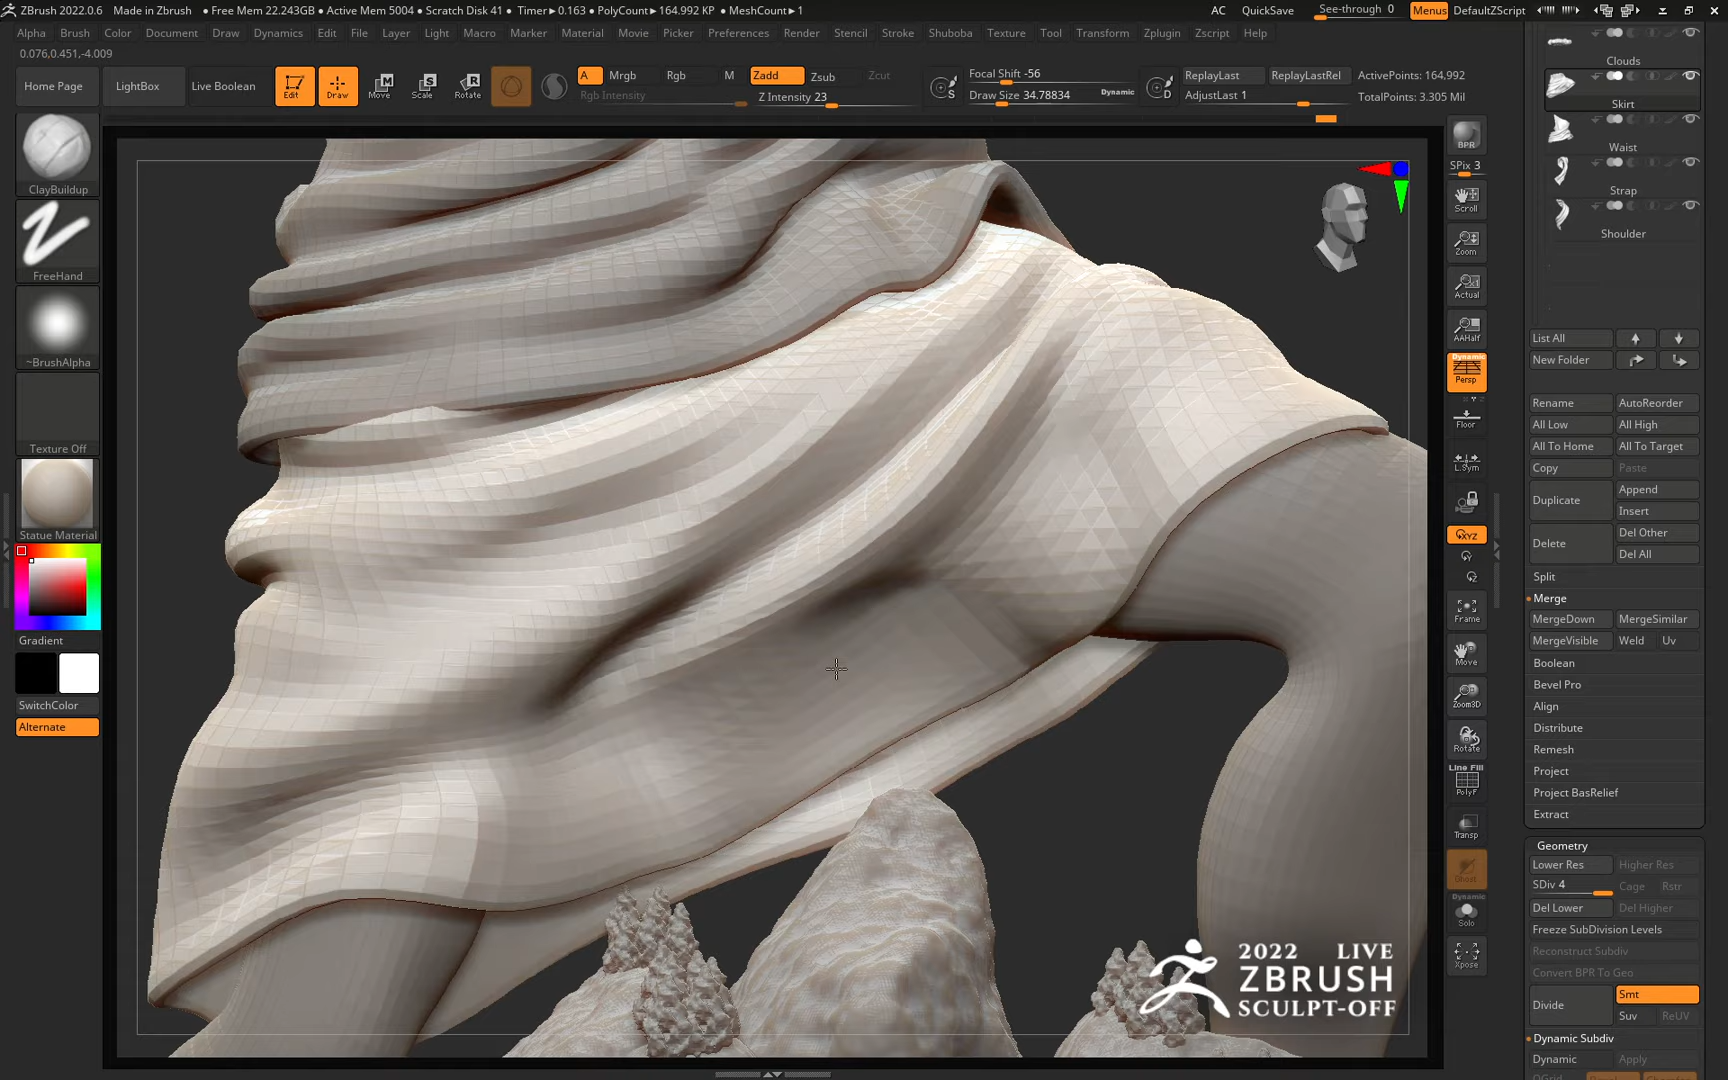 ZBrush 2022.0.6 Made in Zbrush • Free Mem 22.243GB • Active Mem 5004 • Scratch Disk 41 • Timer▶0.163 • PolyCount▶164.992 KP • MeshCount▶1 AC QuickSave See-through 0 Menus DefaultZScript
Alpha Brush Color Document Draw Dynamics Edit File Layer Light Macro Marker Material Movie Picker Preferences Render Stencil Stroke Shuboba Texture Tool Transform Zplugin Zscript Help
0.076,0.451,-4.009
Home Page LightBox Live Boolean Edit Draw Move Scale Rotate
A Mrgb Rgb M Zadd Zsub Zcut
Rgb Intensity Z Intensity 23
Focal Shift -56
Draw Size 34.78834 Dynamic
ReplayLast ReplayLastRel ActivePoints: 164,992
AdjustLast 1 TotalPoints: 3.305 Mil
ClayBuildup
FreeHand
~BrushAlpha
Texture Off
Statue Material
Gradient
SwitchColor
Alternate
BPR
SPix 3
Scroll
Zoom
Actual
AAHalf
Dynamic
Persp
Floor
L.Sym
XYZ
Frame
Move
Zoom3D
Rotate
Line Fill
PolyF
Transp
Ghost
Dynamic
Solo
Xpose
Clouds
Skirt
Waist
Strap
Shoulder
List All
New Folder
Rename AutoReorder
All Low All High
All To Home All To Target
Copy Paste
Duplicate Append
Insert
Delete Del Other
Del All
Split
Merge
MergeDown MergeSimilar
MergeVisible Weld Uv
Boolean
Bevel Pro
Align
Distribute
Remesh
Project
Project BasRelief
Extract
Geometry
Lower Res Higher Res
SDiv 4 Cage Rstr
Del Lower Del Higher
Freeze SubDivision Levels
Reconstruct Subdiv
Convert BPR To Geo
Divide Smt
Suv ReUV
Dynamic Subdiv
Dynamic Apply
QGrid
2022 LIVE
ZBRUSH
SCULPT-OFF